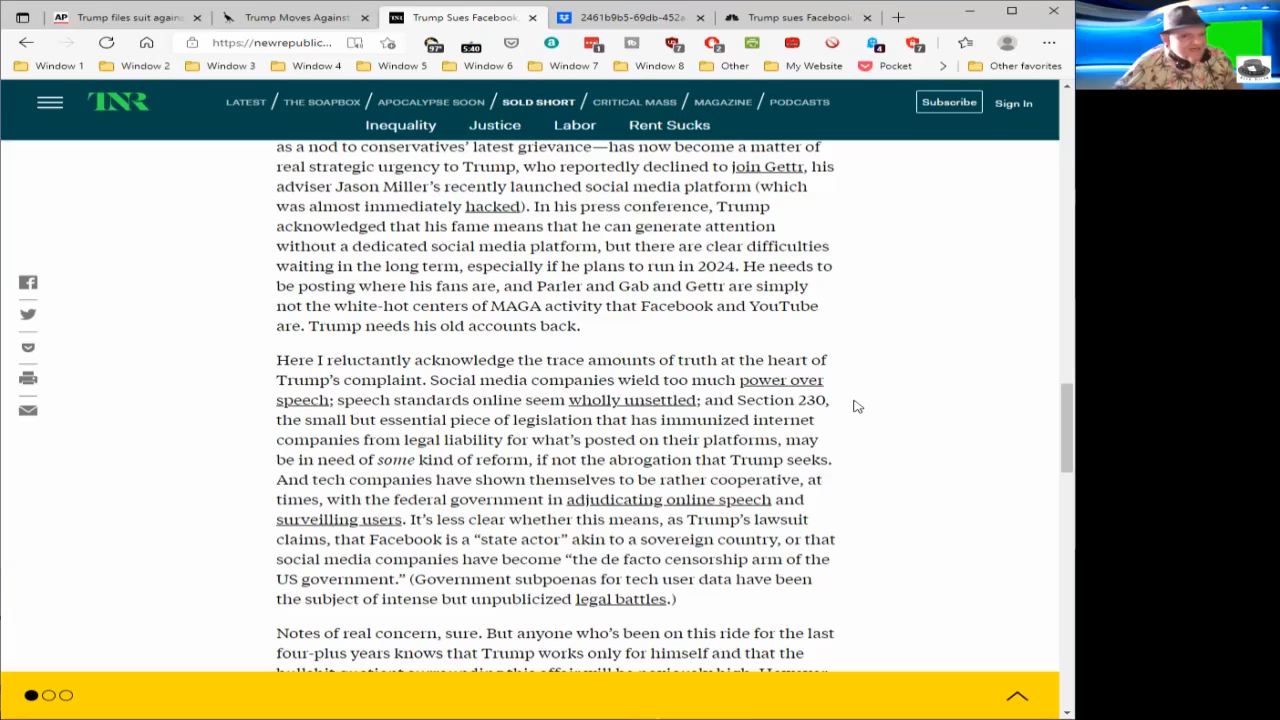 Trump files suit agains
Trump Moves Against
TNR
Trump Sues Facebook,
2461b9b5-69db-452a
Trump sues Facebook
https://newrepublic...
97°
5:40
1
7
2
4
7
Window 1
Window 2
Window 3
Window 4
Window 5
Window 6
Window 7
Window 8
Other
My Website
Pocket
Other favorites
TNR
LATEST / THE SOAPBOX / APOCALYPSE SOON / SOLD SHORT / CRITICAL MASS / MAGAZINE / PODCASTS
Subscribe
Sign In
Inequality Justice Labor Rent Sucks
as a nod to conservatives’ latest grievance—has now become a matter of
real strategic urgency to Trump, who reportedly declined to join Gettr, his
adviser Jason Miller’s recently launched social media platform (which
was almost immediately hacked). In his press conference, Trump
acknowledged that his fame means that he can generate attention
without a dedicated social media platform, but there are clear difficulties
waiting in the long term, especially if he plans to run in 2024. He needs to
be posting where his fans are, and Parler and Gab and Gettr are simply
not the white-hot centers of MAGA activity that Facebook and YouTube
are. Trump needs his old accounts back.
Here I reluctantly acknowledge the trace amounts of truth at the heart of
Trump’s complaint. Social media companies wield too much power over
speech; speech standards online seem wholly unsettled; and Section 230,
the small but essential piece of legislation that has immunized internet
companies from legal liability for what’s posted on their platforms, may
be in need of some kind of reform, if not the abrogation that Trump seeks.
And tech companies have shown themselves to be rather cooperative, at
times, with the federal government in adjudicating online speech and
surveilling users. It’s less clear whether this means, as Trump’s lawsuit
claims, that Facebook is a “state actor” akin to a sovereign country, or that
social media companies have become “the de facto censorship arm of the
US government.” (Government subpoenas for tech user data have been
the subject of intense but unpublicized legal battles.)
Notes of real concern, sure. But anyone who’s been on this ride for the last
four-plus years knows that Trump works only for himself and that the